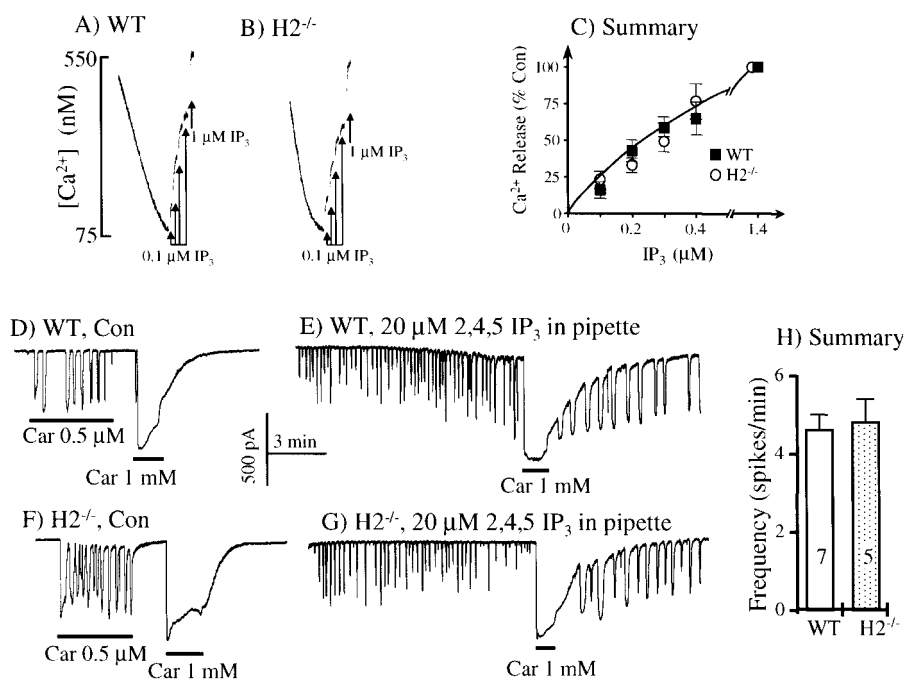 A) WT
B) H2-/-
C) Summary
550
[Ca2+] (nM)
75
1 µM IP3
1 µM IP3
0.1 µM IP3
0.1 µM IP3
Ca2+ Release (% Con)
100
75
50
25
0
WT
H2-/-
0
0.2
0.4
1.4
IP3 (µM)
D) WT, Con
E) WT, 20 µM 2,4,5 IP3 in pipette
H) Summary
Car 0.5 µM
Car 1 mM
500 pA
3 min
Car 1 mM
F) H2-/-, Con
G) H2-/-, 20 µM 2,4,5 IP3 in pipette
Car 0.5 µM
Car 1 mM
Car 1 mM
Frequency (spikes/min)
6
4
2
0
7
5
WT
H2-/-